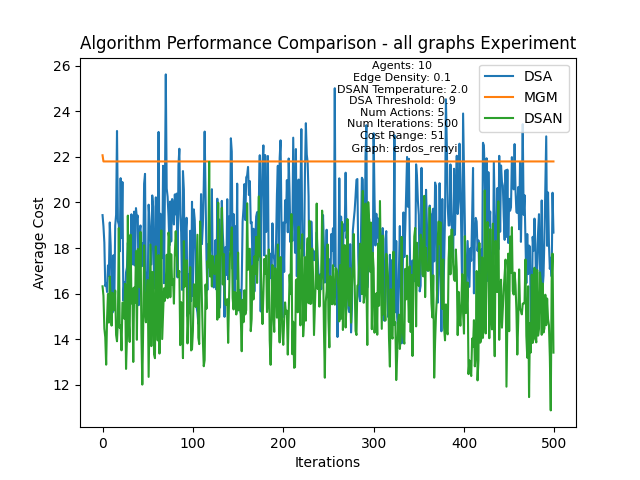 Algorithm Performance Comparison - all graphs Experiment
Agents: 10
Edge Density: 0.1
DSAN Temperature: 2.0
DSA Threshold: 0.9
Num Actions: 5
Num Iterations: 500
Cost Range: 51
Graph: erdos_renyi
DSA
MGM
DSAN
Average Cost
26
24
22
20
18
16
14
12
0 100 200 300 400 500
Iterations